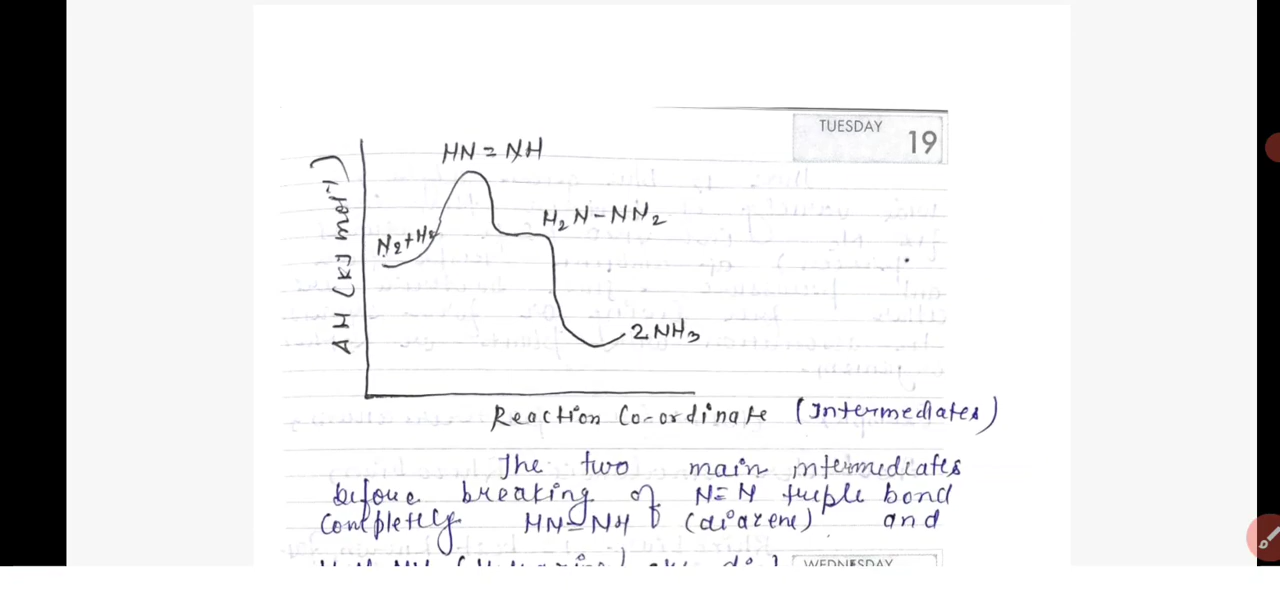 TUESDAY 19
HN = NH
H₂N-NN₂
N₂+H₂
ΔH (KJ mol⁻¹)
2NH₃
Reaction Co-ordinate (Intermediates)
The two main intermediates
before breaking of N≡N triple bond
completely HN=NH (diazene) and
WEDNESDAY